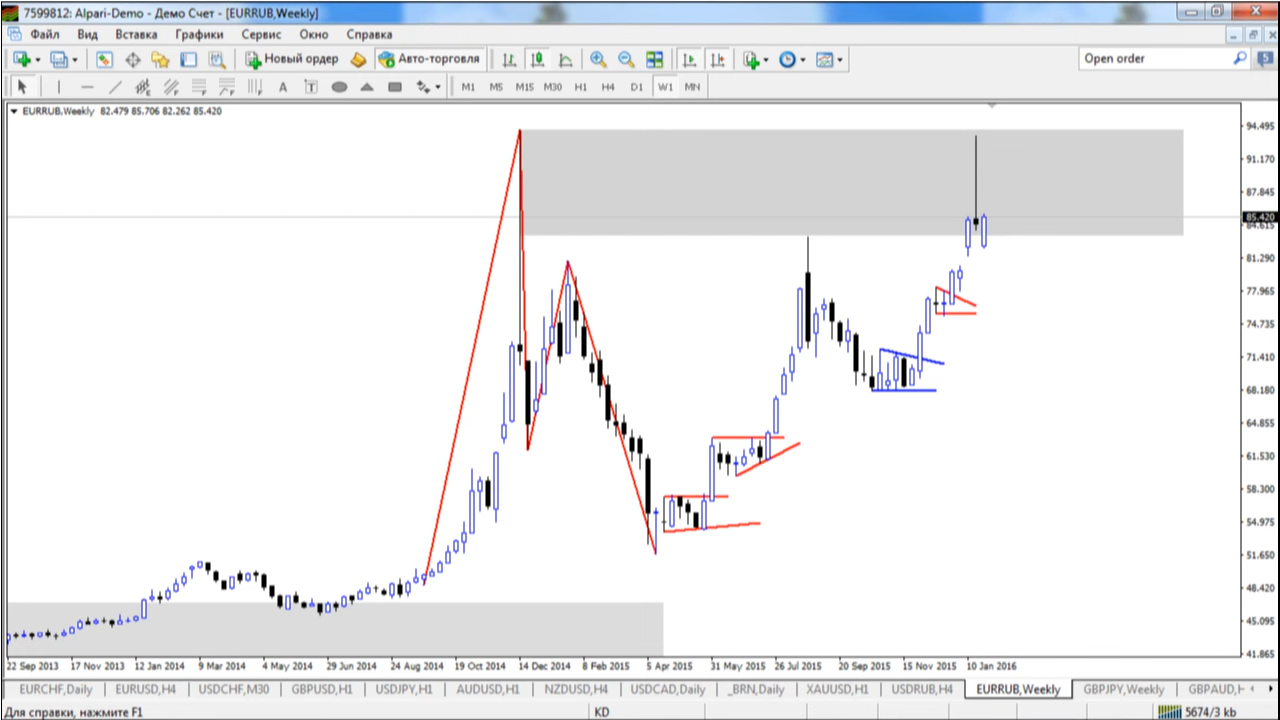 7599812: Alpari-Demo - Демо Счет - [EURRUB,Weekly]
Файл Вид Вставка Графики Сервис Окно Справка
Новый ордер Авто-торговля Open order 5
A T M1 M5 M15 M30 H1 H4 D1 W1 MN
EURRUB,Weekly 82.479 85.706 82.262 85.420
94.495
91.170
87.845
85.420
84.615
81.290
77.965
74.735
71.410
68.180
64.855
61.530
58.300
54.975
51.650
48.420
45.095
41.865
22 Sep 2013 17 Nov 2013 12 Jan 2014 9 Mar 2014 4 May 2014 29 Jun 2014 24 Aug 2014 19 Oct 2014 14 Dec 2014 8 Feb 2015 5 Apr 2015 31 May 2015 26 Jul 2015 20 Sep 2015 15 Nov 2015 10 Jan 2016
EURCHF,Daily EURUSD,H4 USDCHF,M30 GBPUSD,H1 USDJPY,H1 AUDUSD,H1 NZDUSD,H4 USDCAD,Daily _BRN,Daily XAUUSD,H1 USDRUB,H4 EURRUB,Weekly GBPJPY,Weekly GBPAUD,H
Для справки, нажмите F1 KD 5674/3 kb